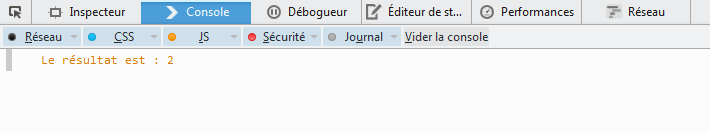 Inspecteur Console Débogueur Éditeur de st... Performances Réseau
Réseau CSS JS Sécurité Journal Vider la console
Le résultat est : 2